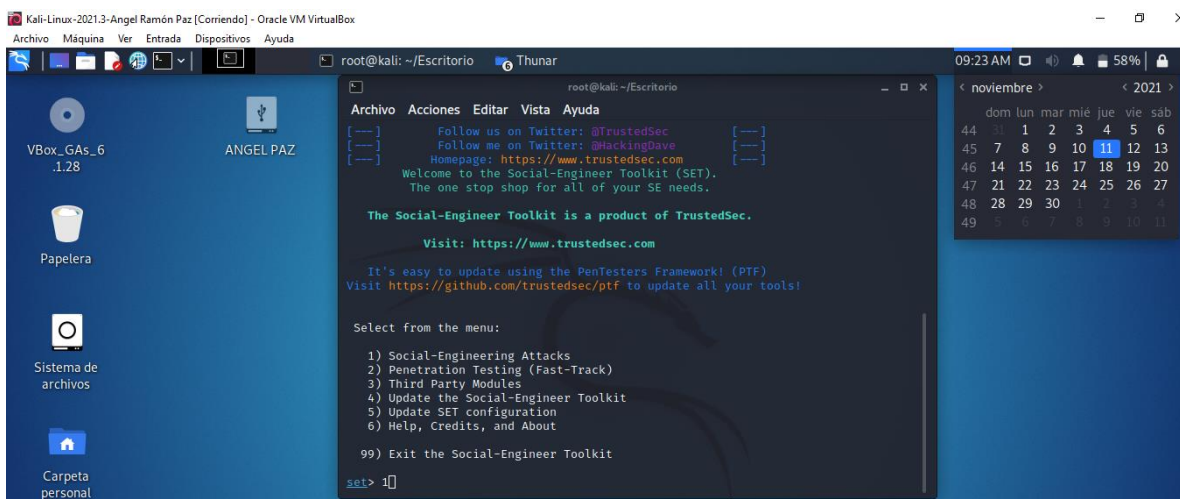 Kali-Linux-2021.3-Angel Ramón Paz [Corriendo] - Oracle VM VirtualBox
Archivo Máquina Ver Entrada Dispositivos Ayuda
root@kali: ~/Escritorio 6 Thunar 09:23 AM 58%
VBox_GAs_6
.1.28
ANGEL PAZ
Papelera
Sistema de
archivos
Carpeta
personal
root@kali: ~/Escritorio
Archivo Acciones Editar Vista Ayuda
[---] Follow us on Twitter: @TrustedSec [---]
[---] Follow me on Twitter: @HackingDave [---]
[---] Homepage: https://www.trustedsec.com [---]
Welcome to the Social-Engineer Toolkit (SET).
The one stop shop for all of your SE needs.
The Social-Engineer Toolkit is a product of TrustedSec.
Visit: https://www.trustedsec.com
It's easy to update using the PenTesters Framework! (PTF)
Visit https://github.com/trustedsec/ptf to update all your tools!
Select from the menu:
1) Social-Engineering Attacks
2) Penetration Testing (Fast-Track)
3) Third Party Modules
4) Update the Social-Engineer Toolkit
5) Update SET configuration
6) Help, Credits, and About
99) Exit the Social-Engineer Toolkit
set> 1
< noviembre > < 2021 >
dom lun mar mié jue vie sáb
44 31 1 2 3 4 5 6
45 7 8 9 10 11 12 13
46 14 15 16 17 18 19 20
47 21 22 23 24 25 26 27
48 28 29 30 1 2 3 4
49 5 6 7 8 9 10 11